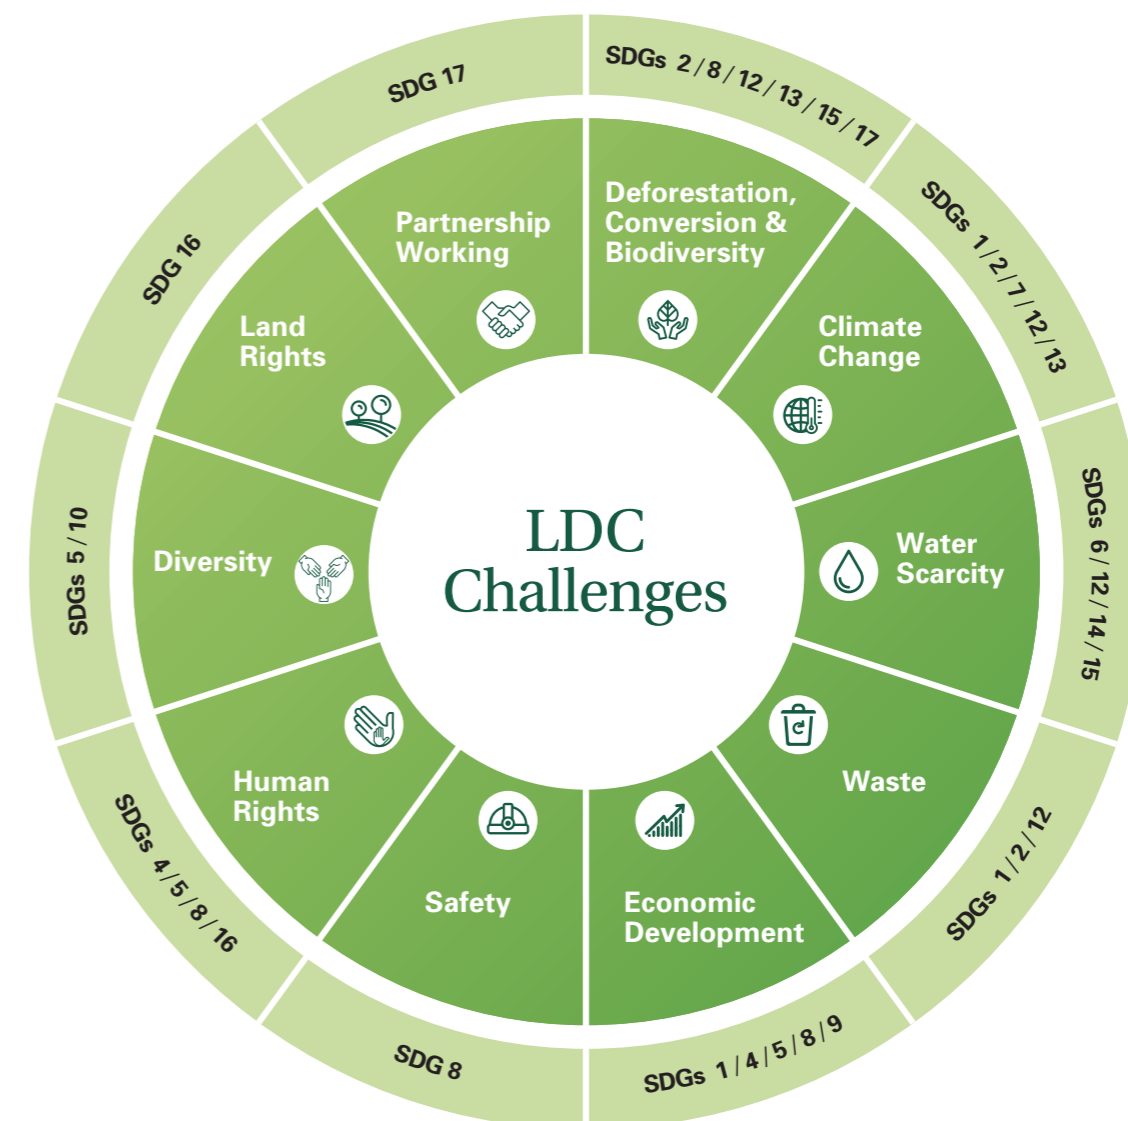 LDC
Challenges
SDGs 2 / 8 / 12 / 13 / 15 / 17
Deforestation,
Conversion &
Biodiversity
SDGs 1 / 2 / 7 / 12 / 13
Climate
Change
SDGs 6 / 12 / 14 / 15
Water
Scarcity
SDGs 1 / 2 / 12
Waste
SDGs 1 / 4 / 5 / 8 / 9
Economic
Development
SDG 8
Safety
SDGs 4 / 5 / 8 / 16
Human
Rights
SDGs 5 / 10
Diversity
SDG 16
Land
Rights
SDG 17
Partnership
Working